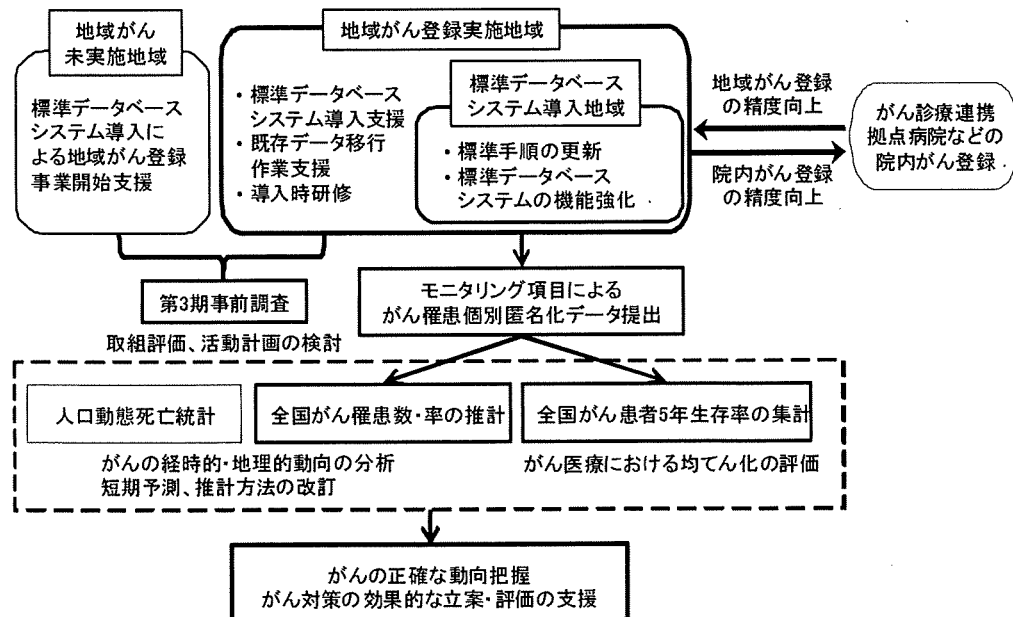 地域がん
未実施地域
標準データベース
システム導入に
よる地域がん登録
事業開始支援
地域がん登録実施地域
・標準データベース
システム導入支援
・既存データ移行
作業支援
・導入時研修
標準データベース
システム導入地域
・標準手順の更新
・標準データベース
システムの機能強化
地域がん登録
の精度向上
院内がん登録
の精度向上
がん診療連携
拠点病院などの
院内がん登録
第3期事前調査
取組評価、活動計画の検討
モニタリング項目による
がん罹患個別匿名化データ提出
人口動態死亡統計
全国がん罹患数・率の推計
全国がん患者5年生存率の集計
がんの経時的・地理的動向の分析
短期予測、推計方法の改訂
がん医療における均てん化の評価
がんの正確な動向把握
がん対策の効果的な立案・評価の支援